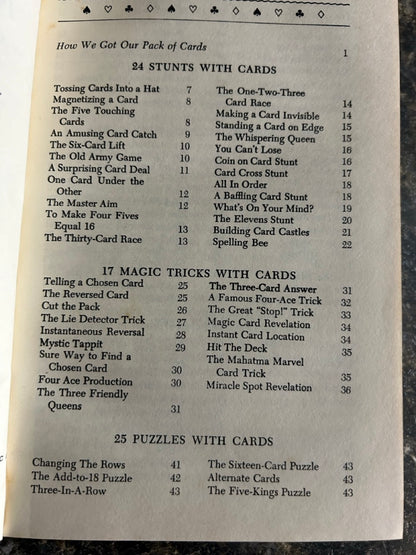 ♠ ♡ ♣ ♢ ♠ ♡ ♣ ♢ ♠ ♡ ♣ ♢
How We Got Our Pack of Cards 1
24 STUNTS WITH CARDS
Tossing Cards Into a Hat 7
Magnetizing a Card 8
The Five Touching
Cards 8
An Amusing Card Catch 9
The Six-Card Lift 10
The Old Army Game 10
A Surprising Card Deal 11
One Card Under the
Other 12
The Master Aim 12
To Make Four Fives
Equal 16 13
The Thirty-Card Race 13
The One-Two-Three
Card Race 14
Making a Card Invisible 14
Standing a Card on Edge 15
The Whispering Queen 15
You Can't Lose 16
Coin on Card Stunt 16
Card Cross Stunt 17
All In Order 18
A Baffling Card Stunt 18
What's On Your Mind? 19
The Elevens Stunt 20
Building Card Castles 21
Spelling Bee 22
17 MAGIC TRICKS WITH CARDS
Telling a Chosen Card 25
The Reversed Card 25
Cut the Pack 26
The Lie Detector Trick 27
Instantaneous Reversal 28
Mystic Tappit 29
Sure Way to Find a
Chosen Card 30
Four Ace Production 30
The Three Friendly
Queens 31
The Three-Card Answer 31
A Famous Four-Ace Trick 32
The Great "Stop!" Trick 33
Magic Card Revelation 34
Instant Card Location 34
Hit The Deck 35
The Mahatma Marvel
Card Trick 35
Miracle Spot Revelation 36
25 PUZZLES WITH CARDS
Changing The Rows 41
The Add-to-18 Puzzle 42
Three-In-A-Row 43
The Sixteen-Card Puzzle 43
Alternate Cards 43
The Five-Kings Puzzle 43